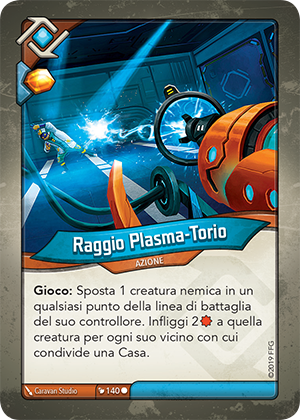 Raggio Plasma-Torio
AZIONE
Gioco: Sposta 1 creatura nemica in un
qualsiasi punto della linea di battaglia
del suo controllore. Infliggi 2 a quella
creatura per ogni suo vicino con cui
condivide una Casa.
©2019 FFG
Caravan Studio
140